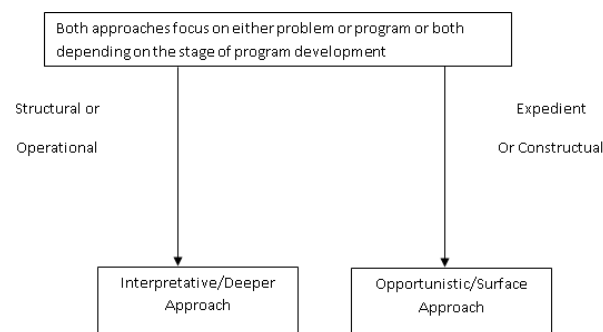 Both approaches focus on either problem or program or both
depending on the stage of program development
Structural or
Operational
Expedient
Or Constructual
Interpretative/Deeper
Approach
Opportunistic/Surface
Approach